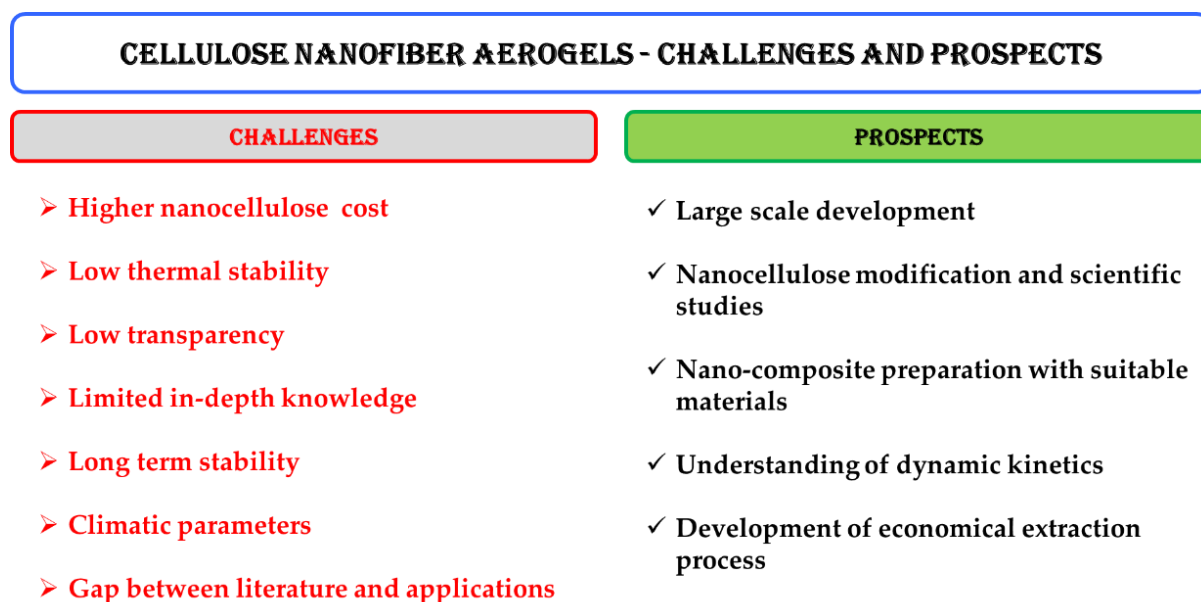 CELLULOSE NANOFIBER AEROGELS - CHALLENGES AND PROSPECTS
CHALLENGES
➢ Higher nanocellulose cost
➢ Low thermal stability
➢ Low transparency
➢ Limited in-depth knowledge
➢ Long term stability
➢ Climatic parameters
➢ Gap between literature and applications
PROSPECTS
✓ Large scale development
✓ Nanocellulose modification and scientific
studies
✓ Nano-composite preparation with suitable
materials
✓ Understanding of dynamic kinetics
✓ Development of economical extraction
process